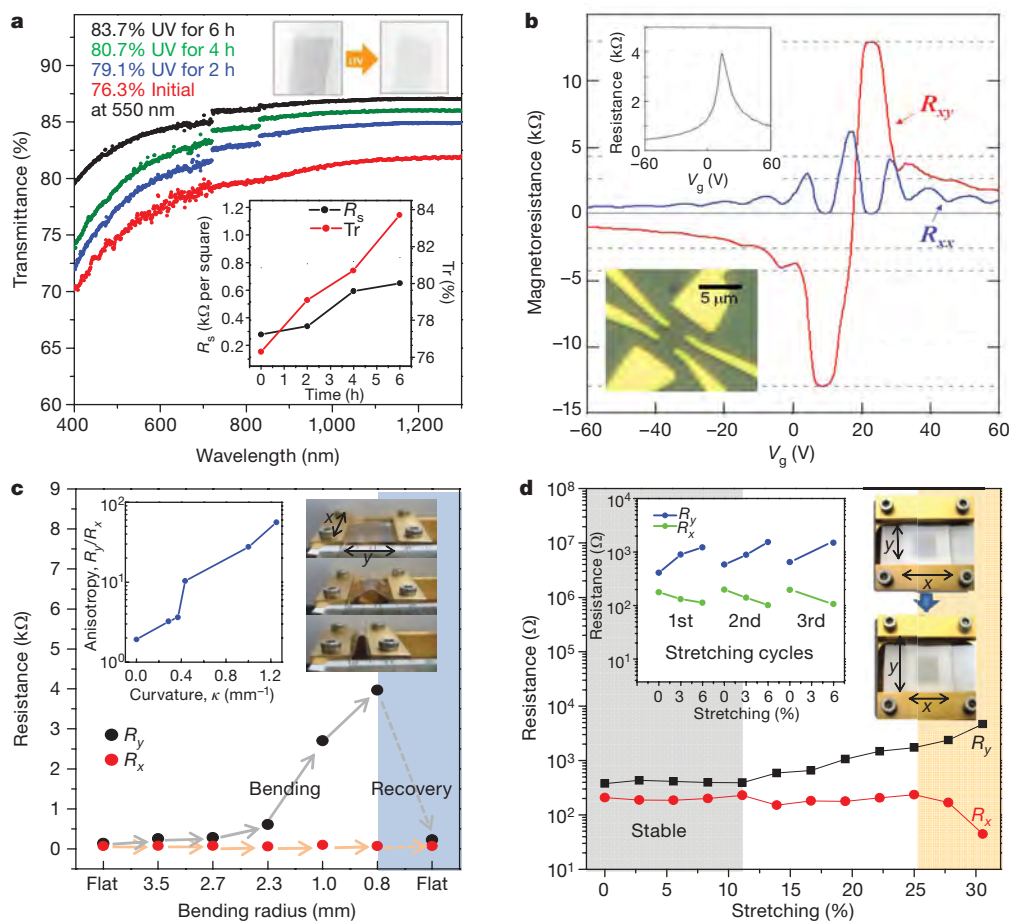 a
83.7% UV for 6 h
80.7% UV for 4 h
79.1% UV for 2 h
76.3% Initial
at 550 nm
UV
Transmittance (%)
95
90
85
80
75
70
65
60
400
600
800
1,000
1,200
Wavelength (nm)
Rs
Tr
Rs (kΩ per square)
1.2
1.0
0.8
0.6
0.4
0.2
84
82
80
78
76
Tr (%)
0 2 4 6
Time (h)
b
Magnetoresistance (kΩ)
10
5
0
−5
−10
−15
−60 −40 −20 0 20 40 60
Vg (V)
Rxy
Rxx
Resistance (kΩ)
4
2
0
−60 0 60
Vg (V)
5 μm
c
Resistance (kΩ)
9
8
7
6
5
4
3
2
1
0
Flat 3.5 2.7 2.3 1.0 0.8 Flat
Bending radius (mm)
Anisotropy, Ry/Rx
10²
10¹
10⁰
0.0 0.4 0.8 1.2
Curvature, κ (mm⁻¹)
x
y
Ry
Rx
Bending
Recovery
d
Resistance (Ω)
10⁸
10⁷
10⁶
10⁵
10⁴
10³
10²
10¹
0 5 10 15 20 25 30
Stretching (%)
Resistance (Ω)
10⁴
10³
10²
10¹
Ry
Rx
1st 2nd 3rd
Stretching cycles
0 3 6 0 3 6 0 3 6
Stretching (%)
y
x
y
x
Stable
Ry
Rx